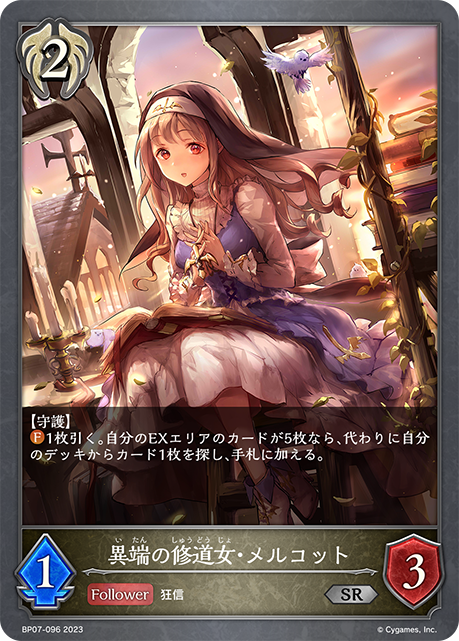 2
【守護】
F 1枚引く。自分のEXエリアのカードが5枚なら、代わりに自分
のデッキからカード1枚を探し、手札に加える。
いたん しゅうどうじょ
異端の修道女・メルコット
1
Follower 狂信
SR
3
BP07-096 2023
© Cygames, Inc.